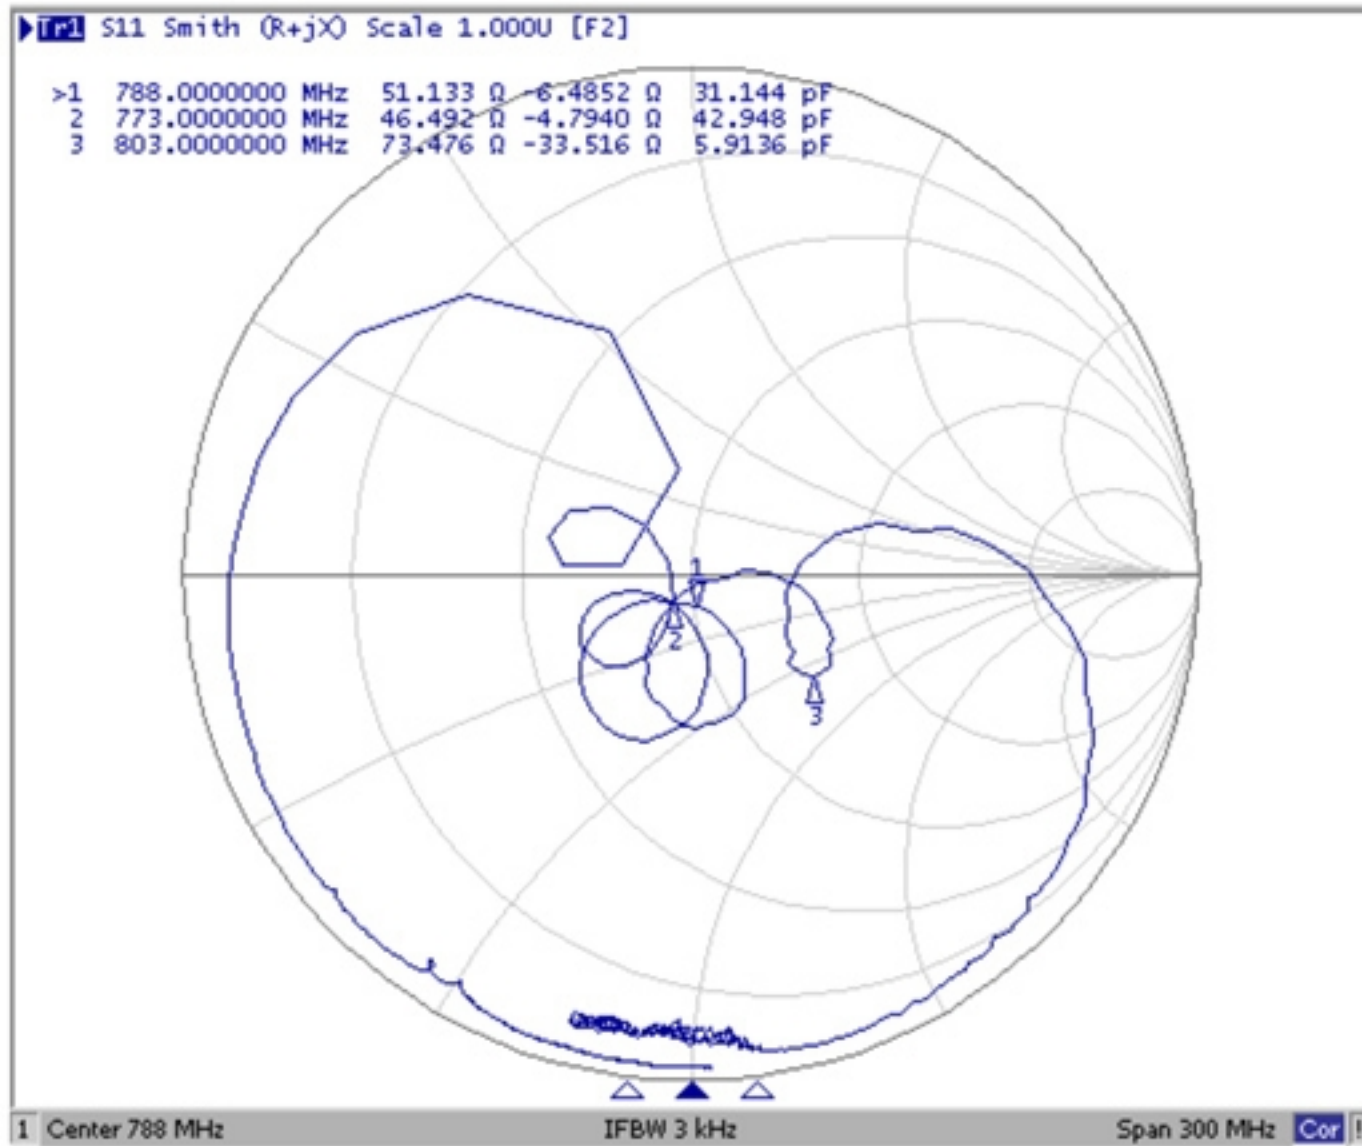 ▶Tr1 S11 Smith (R+jX) Scale 1.000U [F2]
>1 788.0000000 MHz 51.133 Ω -6.4852 Ω 31.144 pF
2 773.0000000 MHz 46.492 Ω -4.7940 Ω 42.948 pF
3 803.0000000 MHz 73.476 Ω -33.516 Ω 5.9136 pF
1
2
3
1 Center 788 MHz IFBW 3 kHz Span 300 MHz Cor